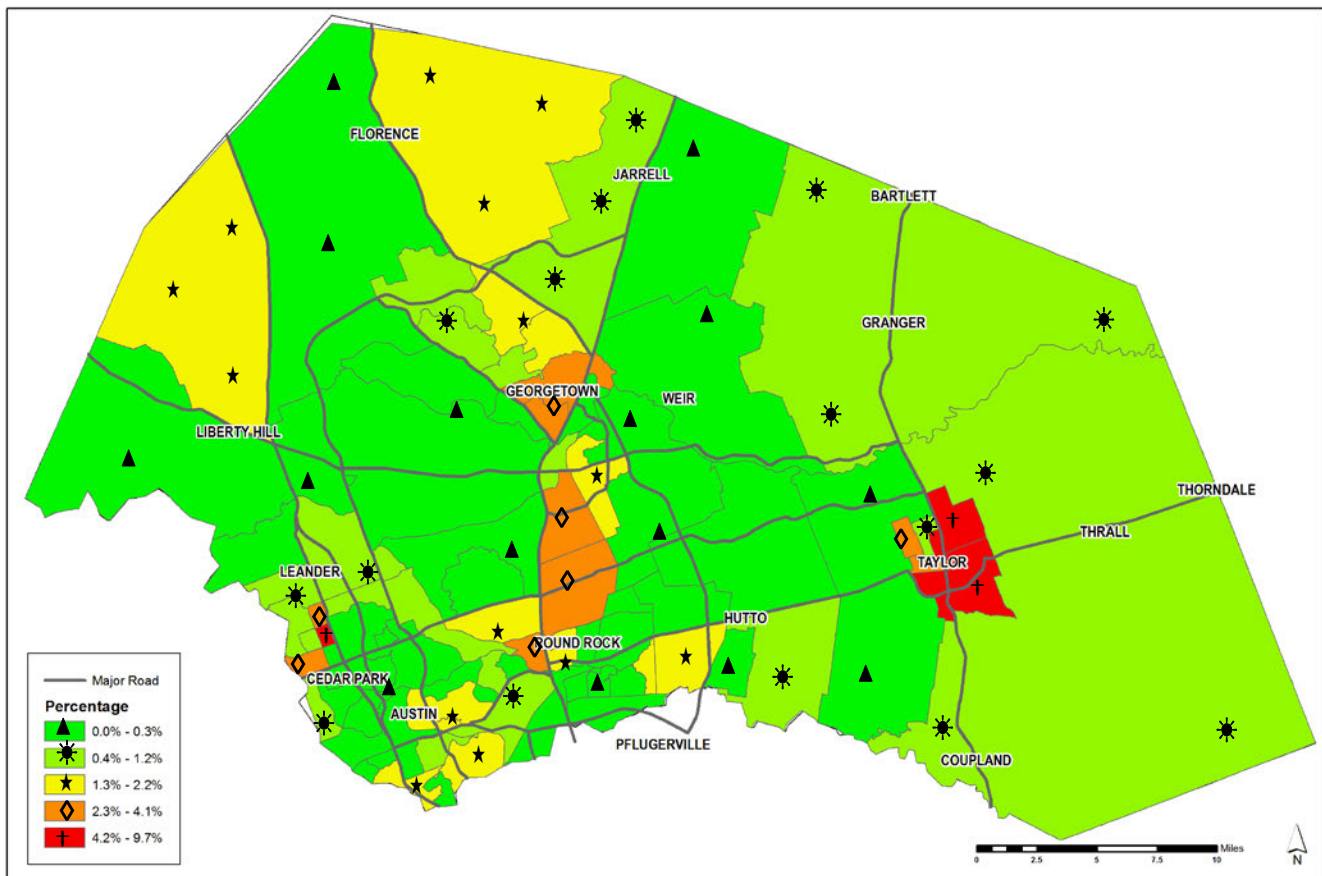 FLORENCE
JARRELL
BARTLETT
GRANGER
GEORGETOWN
WEIR
LIBERTY HILL
THORNDALE
THRALL
TAYLOR
LEANDER
HUTTO
ROUND ROCK
CEDAR PARK
AUSTIN
PFLUGERVILLE
COUPLAND
Major Road
Percentage
0.0% - 0.3%
0.4% - 1.2%
1.3% - 2.2%
2.3% - 4.1%
4.2% - 9.7%
Miles
0 2.5 5 7.5 10
N